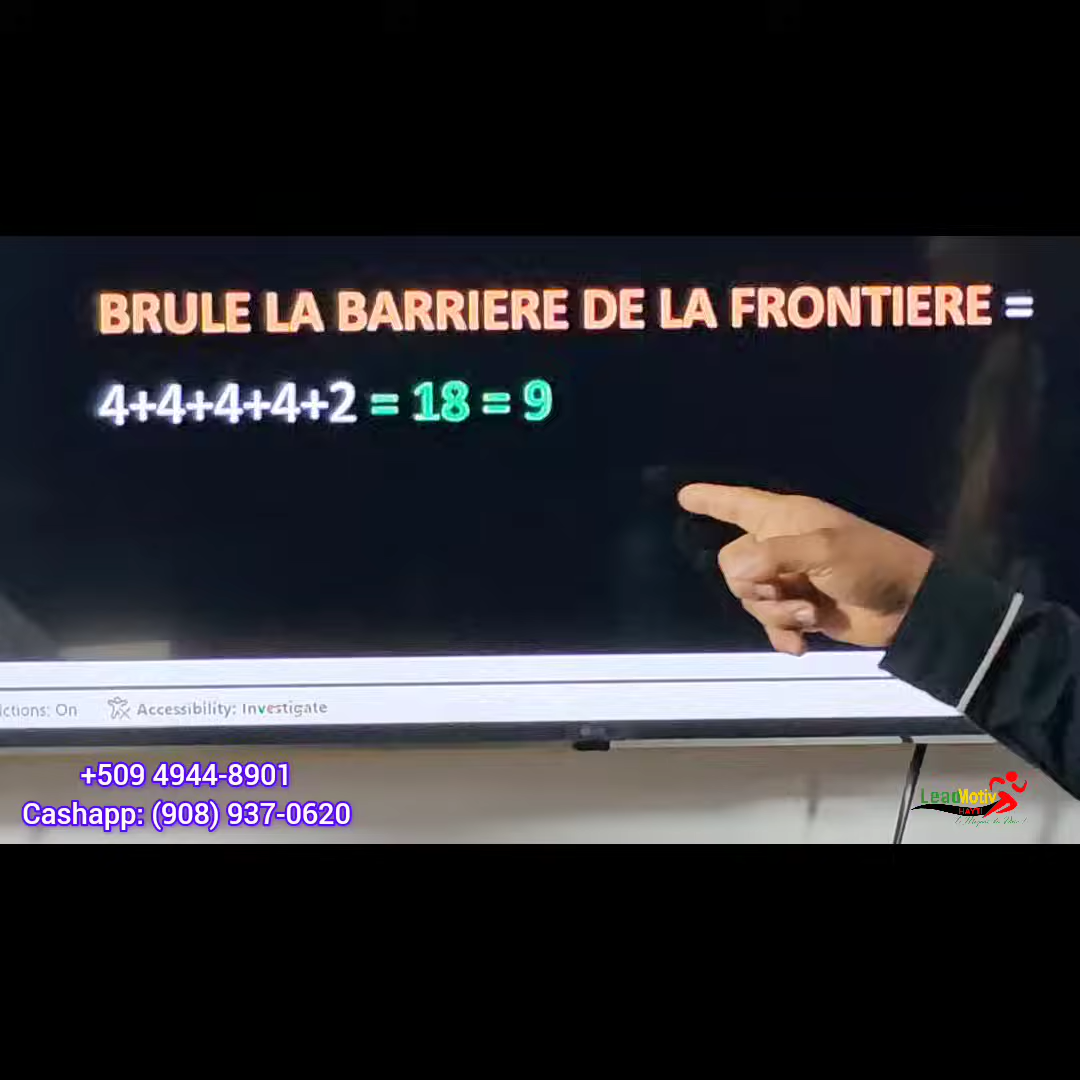 BRULE LA BARRIERE DE LA FRONTIERE =
4+4+4+4+2 = 18 = 9
ictions: On
Accessibility: Investigate
+509 4944-8901
Cashapp: (908) 937-0620
LeadMotiv